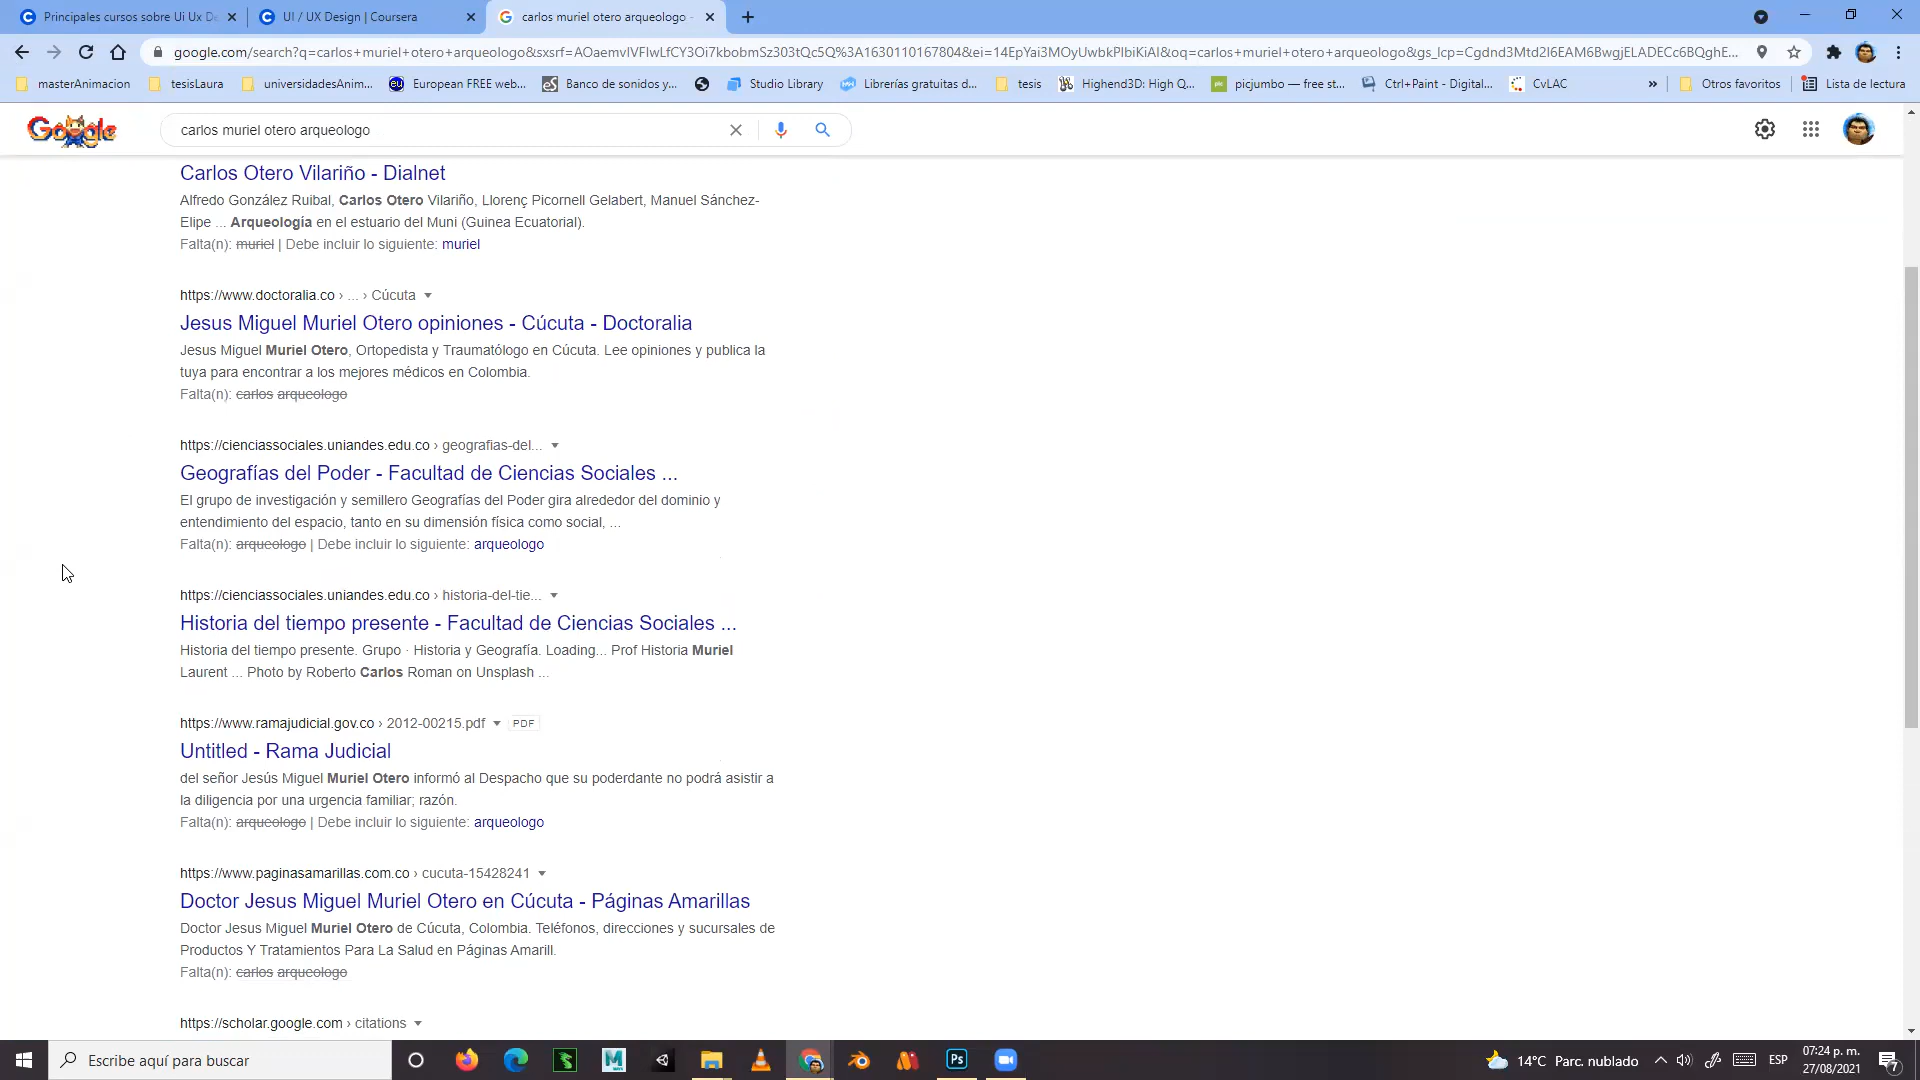 Principales cursos sobre Ui Ux De
UI / UX Design | Coursera
carlos muriel otero arqueologo -
google.com/search?q=carlos+muriel+otero+arqueologo&sxsrf=AOaemvIVFIwLfCY3Oi7kbobmSz303tQc5Q%3A1630110167804&ei=14EpYai3MOyUwbkPlbiKiAI&oq=carlos+muriel+otero+arqueologo&gs_lcp=Cgdnd3Mtd2l6EAM6BwgjELADECc6BQghE...
masterAnimacion
tesisLaura
universidadesAnim...
European FREE web...
Banco de sonidos y...
Studio Library
Librerías gratuitas d...
tesis
Highend3D: High Q...
picjumbo — free st...
Ctrl+Paint - Digital...
CvLAC
»
Otros favoritos
Lista de lectura
Google
carlos muriel otero arqueologo
Carlos Otero Vilariño - Dialnet
Alfredo González Ruibal, Carlos Otero Vilariño, Llorenç Picornell Gelabert, Manuel Sánchez-
Elipe ... Arqueología en el estuario del Muni (Guinea Ecuatorial).
Falta(n): muriel | Debe incluir lo siguiente: muriel
https://www.doctoralia.co › ... › Cúcuta
Jesus Miguel Muriel Otero opiniones - Cúcuta - Doctoralia
Jesus Miguel Muriel Otero, Ortopedista y Traumatólogo en Cúcuta. Lee opiniones y publica la
tuya para encontrar a los mejores médicos en Colombia.
Falta(n): carlos arqueologo
https://cienciassociales.uniandes.edu.co › geografias-del...
Geografías del Poder - Facultad de Ciencias Sociales ...
El grupo de investigación y semillero Geografías del Poder gira alrededor del dominio y
entendimiento del espacio, tanto en su dimensión física como social, ...
Falta(n): arqueologo | Debe incluir lo siguiente: arqueologo
https://cienciassociales.uniandes.edu.co › historia-del-tie...
Historia del tiempo presente - Facultad de Ciencias Sociales ...
Historia del tiempo presente. Grupo · Historia y Geografía. Loading... Prof Historia Muriel
Laurent ... Photo by Roberto Carlos Roman on Unsplash ...
https://www.ramajudicial.gov.co › 2012-00215.pdf PDF
Untitled - Rama Judicial
del señor Jesús Miguel Muriel Otero informó al Despacho que su poderdante no podrá asistir a
la diligencia por una urgencia familiar; razón.
Falta(n): arqueologo | Debe incluir lo siguiente: arqueologo
https://www.paginasamarillas.com.co › cucuta-15428241
Doctor Jesus Miguel Muriel Otero en Cúcuta - Páginas Amarillas
Doctor Jesus Miguel Muriel Otero de Cúcuta, Colombia. Teléfonos, direcciones y sucursales de
Productos Y Tratamientos Para La Salud en Páginas Amarill.
Falta(n): carlos arqueologo
https://scholar.google.com › citations
Escribe aquí para buscar
14°C Parc. nublado
ESP
07:24 p. m.
27/08/2021
7